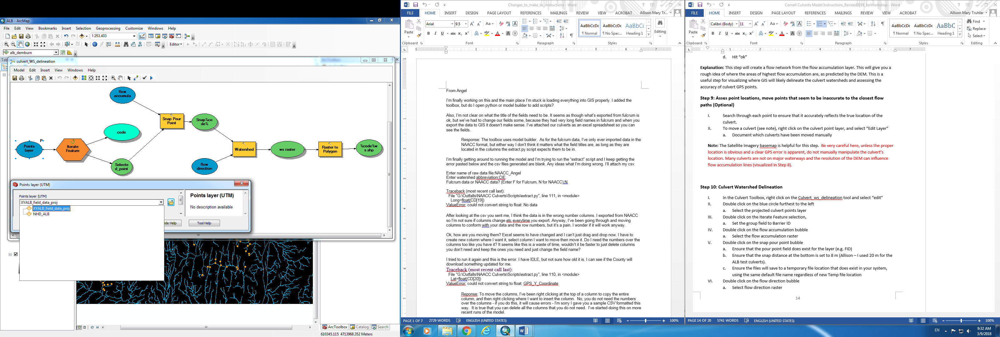 ALB - ArcMap
File Edit View Bookmarks Insert Selection Geoprocessing Customize Windows Help
1:253,403
Editor
alb_demburn
culvert_WS_delineation
Model Edit Insert View Windows Help
flow accumula
code
Points layer
P
Iterate Feature
Selecte d_point
Snap Pour Point
Snap%co de%
flow direction
Watershed
ws raster
Raster to Polygon
%code%w s.shp
Points layer (UTM)
Points layer (UTM)
XYALB_field_data_proj
XYALB_field_data_proj
NHD_ALB
Points layer (UTM)
No description available
ide Help
Tool Help
ArcToolbox Catalog Search
610345.115 4713968.352 Meters
Changes_to_make_to_instructions - Word
FILE HOME INSERT DESIGN PAGE LAYOUT REFERENCES MAILINGS REVIEW VIEW ACROBAT Allison Mary Tr...
Paste
Arial 9.5
AaBbCcDc AaBbCcDc AaBbC(
¶ Normal ¶ No Spac... Heading 1
Editing
Clipboard Font Paragraph Styles
From Angel
I'm finally working on this and the main place I'm stuck is loading everything into GIS properly. I added the
toolbox, but do I open python or model builder to add scripts?
Also, I'm not clear on what the title of the fields need to be. It seems as though what's exported from fulcrum is
ok, but we've had to change our fields some, because they had very long field names in fulcrum and when you
export the data to GIS it doesn't make sense. I've attached our culverts as an excel spreadsheet so you can
see the fields.
Response: The toolbox uses model builder. As for the fulcrum data, I've only ever imported data in the
NAACC format, but either way I don't think it matters what the field titles are, as long as they are
located in the columns the extract.py script expects them to be in.
I'm finally getting around to running the model and I'm trying to run the "extract" script and I keep getting the
error pasted below and the csv files generated are blank. Any ideas what I'm doing wrong. I'll attach my csv.
Enter name of raw data file:NAACC_Angel
Enter watershed abbreviation:CIE
Fulcrum data or NAACC data? (Enter F for Fulcrum, N for NAACC):N
Traceback (most recent call last):
File "G:\Outfalls\NAACC Culverts\Scripts\extract.py", line 111, in <module>
Long=float(CD[19])
ValueError: could not convert string to float: No data
After looking at the csv you sent me, I think the data is in the wrong number columns. I exported from NAACC
so I'm not sure if columns change etc everytime you export. Anyway, I've been going through and moving
columns to conform with your data and the row numbers, but it's a pain. I wonder if it will work anyway.
Ok, how are you moving them? Excel seems to have changed and I can't just drag and drop now. I have to
create new column where I want it, select column I want to move then move it. Do I need the numbers over the
columns too like you have it? It seems like this is a waste of time, wouldn't it be faster to just delete columns
you don't need and keep the ones you need and just change the field name?
I tried to run it again and this is the error. I have IDLE, but not sure how old it is. I can see if the County will
download something updated for me.
Traceback (most recent call last):
File "G:\Outfalls\NAACC Culverts\Scripts\extract.py", line 110, in <module>
Lat=float(CD[20])
ValueError: could not convert string to float: GPS_Y_Coordinate
Reponse: To move the columns, I've been right clicking at the top of a column to copy the entire
column, and then right clicking where I want to insert the column. No, you do not need the numbers
over the columns - if you do this, it will cause errors - I'm sorry I gave you a sample CSV formatted this
way. It is true that you can delete all the columns that you do not need. I've started doing this on more
recent runs of the model.
PAGE 1 OF 7 2729 WORDS ENGLISH (UNITED STATES) 100%
Cornell Culverts Model Instructions_Revised2018_forWorkshop - Word
FILE HOME INSERT DESIGN PAGE LAYOUT REFERENCES MAILINGS REVIEW VIEW ACROBAT Allison Mary Truhlar
Paste
Calibri (Body) 11
AaBbCcDc AaBbCcDc AaBbC
¶ Normal ¶ No Spac... Heading 1
Find
Replace
Select
Clipboard Font Paragraph Styles Editing
d. Hit "ok"
Explanation: This step will create a flow network from the flow accumulation layer. This will give you a
rough idea of where the areas of highest flow accumulation are, as predicted by the DEM. This is a
useful step for visualizing where GIS will likely delineate the culvert watersheds and assessing the
accuracy of culvert GPS points.
Step 9: Asses point locations, move points that seem to be inaccurate to the closest flow
paths (Optional)
I. Search through each point to ensure that it accurately reflects the true location of the
culvert.
II. To move a culvert (see note), right click on the culvert point layer, and select "Edit Layer"
a. Document which culverts have been moved manually
Note: The Satellite Imagery basemap is helpful for this step. Be very careful here, unless the proper
location is obvious and a clear GPS error is apparent, do not manually manipulate the culvert's
location. Many culverts are not on major waterways and the resolution of the DEM can influence
flow accumulation lines (visualized in Step 8).
Step 10: Culvert Watershed Delineation
I. In the Culvert Toolbox, right click on the Culvert_ws_delineation tool and select "edit"
II. Double click on the blue circle furthest to the left
a. Select the projected culvert points layer
III. Double click on the Iterate Feature selection,
a. Set the group field to Barrier ID
IV. Double click on the flow accumulation bubble
a. Select the flow accumulation raster
V. Double click on the snap pour point bubble
a. Ensure that the pour point field does exist for the layer (e.g. FID)
b. Ensure that the snap distance at the bottom is set to 8 m (Allison – I used 20 m for the
ALB test culverts).
c. Ensure the files will save to a temporary file location that does exist in your system,
using the same default file name regardless of new Temp file location
VI. Double click on the flow direction bubble
a. Select flow direction raster
14
PAGE 14 OF 20 5741 WORDS ENGLISH (UNITED STATES) 100%
EN
9:32 AM
3/9/2018